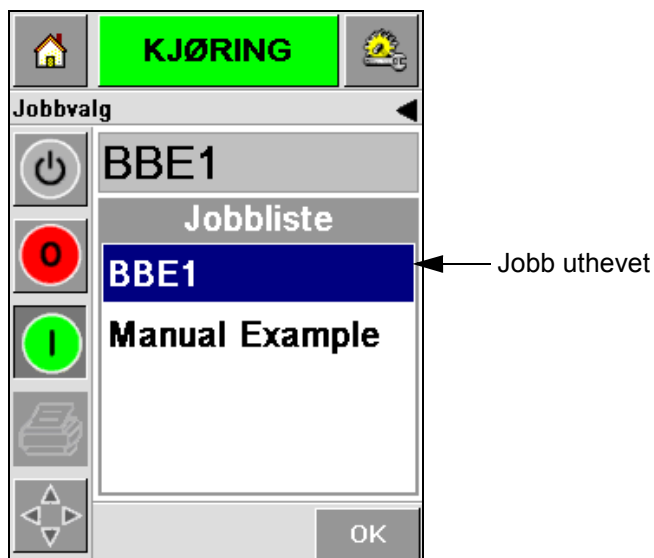 KJØRING
Jobbvalg
BBE1
Jobbliste
O
BBE1
Jobb uthevet
I
Manual Example
OK